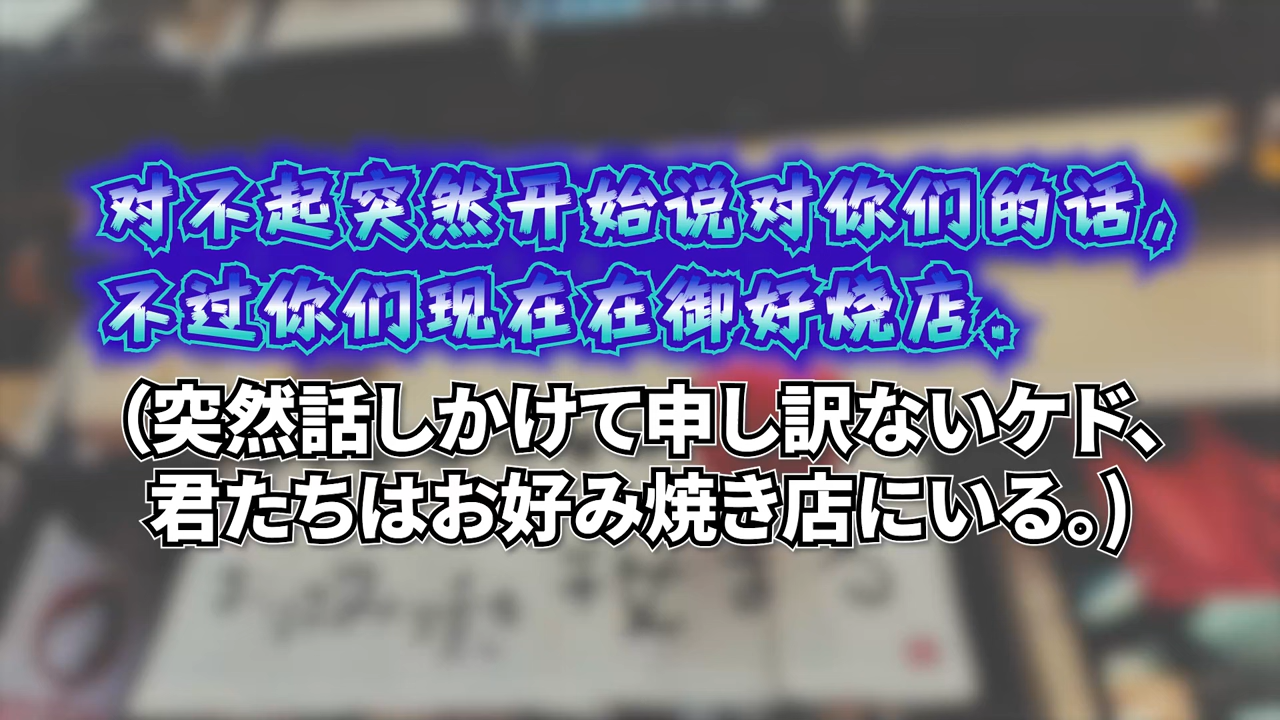 对不起突然开始说对你们的话,
不过你们现在在御好烧店.
(突然話しかけて申し訳ないケド、
君たちはお好み焼き店にいる。)